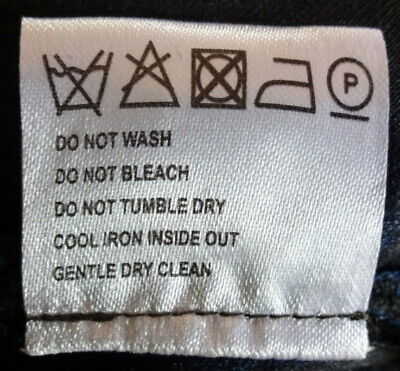 P
DO NOT WASH
DO NOT BLEACH
DO NOT TUMBLE DRY
COOL IRON INSIDE OUT
GENTLE DRY CLEAN